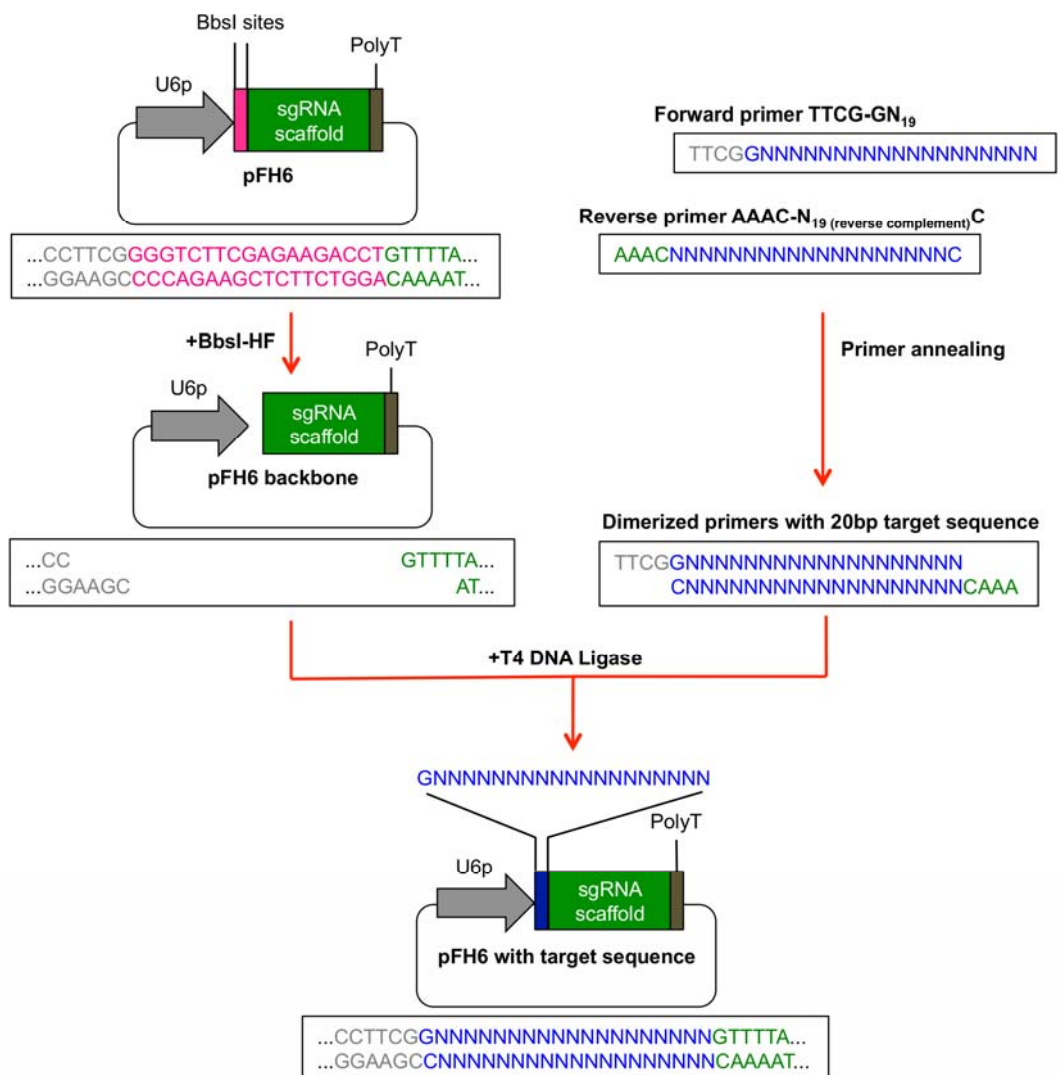 BbsI sites
PolyT
U6p
sgRNA
scaffold
pFH6
...CCTTCGGGGTCTTCGAGAAGACCTGTTTTA...
...GGAAGCCCCAGAAGCTCTTCTGGACAAAAT...
Forward primer TTCG-GN19
TTCGGNNNNNNNNNNNNNNNNNNN
Reverse primer AAAC-N19 (reverse complement)C
AAACNNNNNNNNNNNNNNNNNNNC
+BbsI-HF
Primer annealing
PolyT
U6p
sgRNA
scaffold
pFH6 backbone
...CC GTTTTA...
...GGAAGC AT...
Dimerized primers with 20bp target sequence
TTCGGNNNNNNNNNNNNNNNNNNN
CNNNNNNNNNNNNNNNNNNNCAAA
+T4 DNA Ligase
GNNNNNNNNNNNNNNNNNNN
PolyT
U6p
sgRNA
scaffold
pFH6 with target sequence
...CCTTCGGNNNNNNNNNNNNNNNNNNNGTTTTA...
...GGAAGCCNNNNNNNNNNNNNNNNNNNCAAAAT...